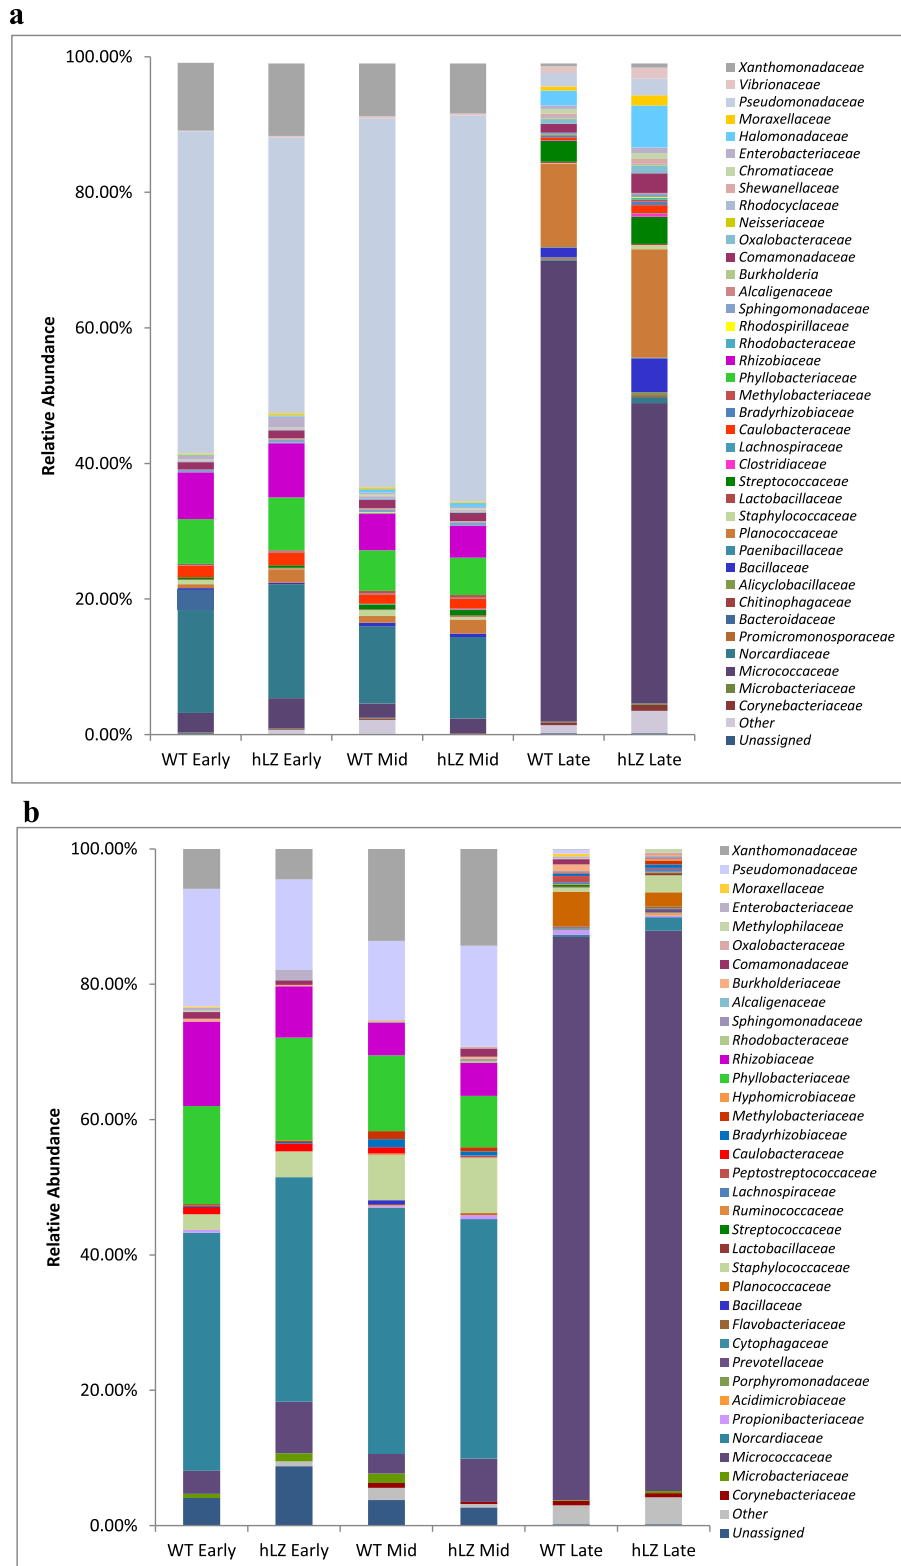 a
100.00%
80.00%
60.00%
40.00%
20.00%
0.00%
Relative Abundance
WT Early
hLZ Early
WT Mid
hLZ Mid
WT Late
hLZ Late
Xanthomonadaceae
Vibrionaceae
Pseudomonadaceae
Moraxellaceae
Halomonadaceae
Enterobacteriaceae
Chromatiaceae
Shewanellaceae
Rhodocyclaceae
Neisseriaceae
Oxalobacteraceae
Comamonadaceae
Burkholderia
Alcaligenaceae
Sphingomonadaceae
Rhodospirillaceae
Rhodobacteraceae
Rhizobiaceae
Phyllobacteriaceae
Methylobacteriaceae
Bradyrhizobiaceae
Caulobacteraceae
Lachnospiraceae
Clostridiaceae
Streptococcaceae
Lactobacillaceae
Staphylococcaceae
Planococcaceae
Paenibacillaceae
Bacillaceae
Alicyclobacillaceae
Chitinophagaceae
Bacteroidaceae
Promicromonosporaceae
Norcardiaceae
Micrococcaceae
Microbacteriaceae
Corynebacteriaceae
Other
Unassigned
b
100.00%
80.00%
60.00%
40.00%
20.00%
0.00%
Relative Abundance
WT Early
hLZ Early
WT Mid
hLZ Mid
WT Late
hLZ Late
Xanthomonadaceae
Pseudomonadaceae
Moraxellaceae
Enterobacteriaceae
Methylophilaceae
Oxalobacteraceae
Comamonadaceae
Burkholderiaceae
Alcaligenaceae
Sphingomonadaceae
Rhodobacteraceae
Rhizobiaceae
Phyllobacteriaceae
Hyphomicrobiaceae
Methylobacteriaceae
Bradyrhizobiaceae
Caulobacteraceae
Peptostreptococcaceae
Lachnospiraceae
Ruminococcaceae
Streptococcaceae
Lactobacillaceae
Staphylococcaceae
Planococcaceae
Bacillaceae
Flavobacteriaceae
Cytophagaceae
Prevotellaceae
Porphyromonadaceae
Acidimicrobiaceae
Propionibacteriaceae
Norcardiaceae
Micrococcaceae
Microbacteriaceae
Corynebacteriaceae
Other
Unassigned